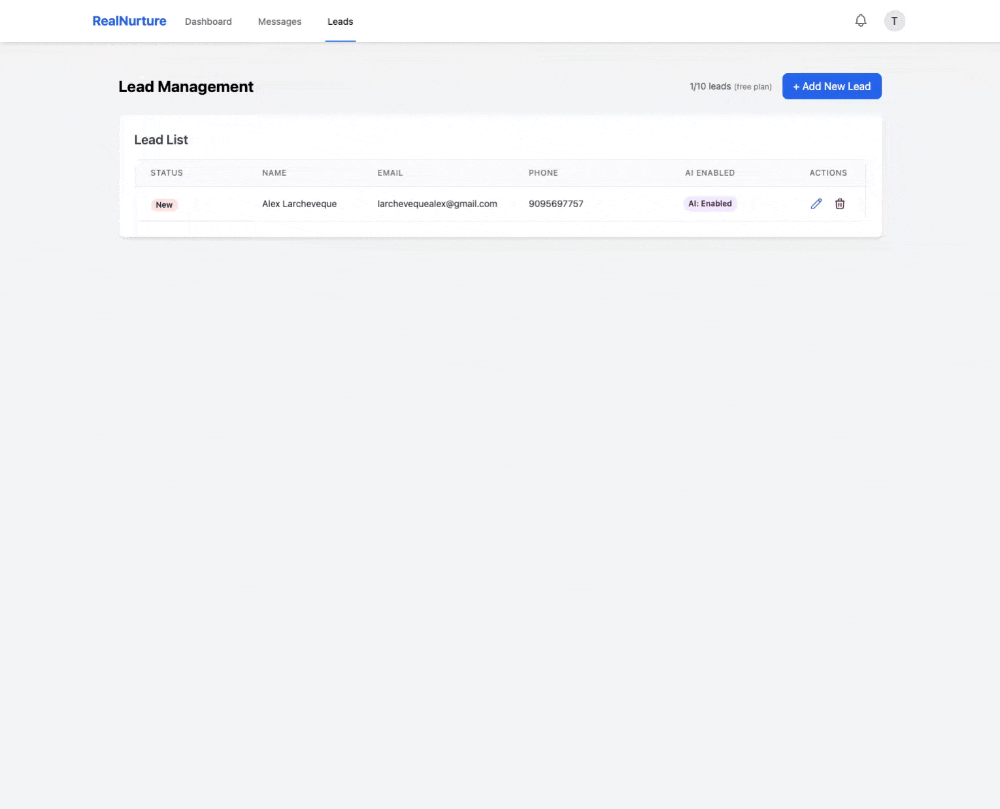 RealNurture Dashboard Messages Leads T
Lead Management 1/10 leads (free plan) + Add New Lead
Lead List
STATUS NAME EMAIL PHONE AI ENABLED ACTIONS
New Alex Larcheveque larchevequealex@gmail.com 9095697757 AI: Enabled